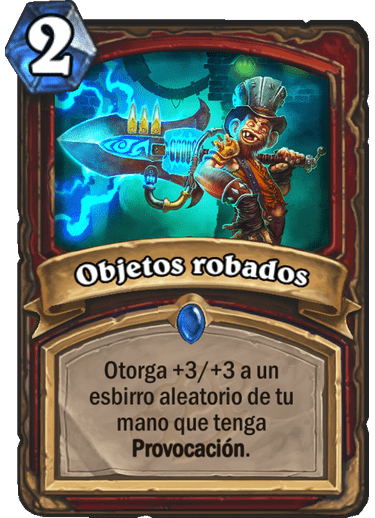 2
Objetos robados
Otorga +3/+3 a un
esbirro aleatorio de tu
mano que tenga
Provocación.